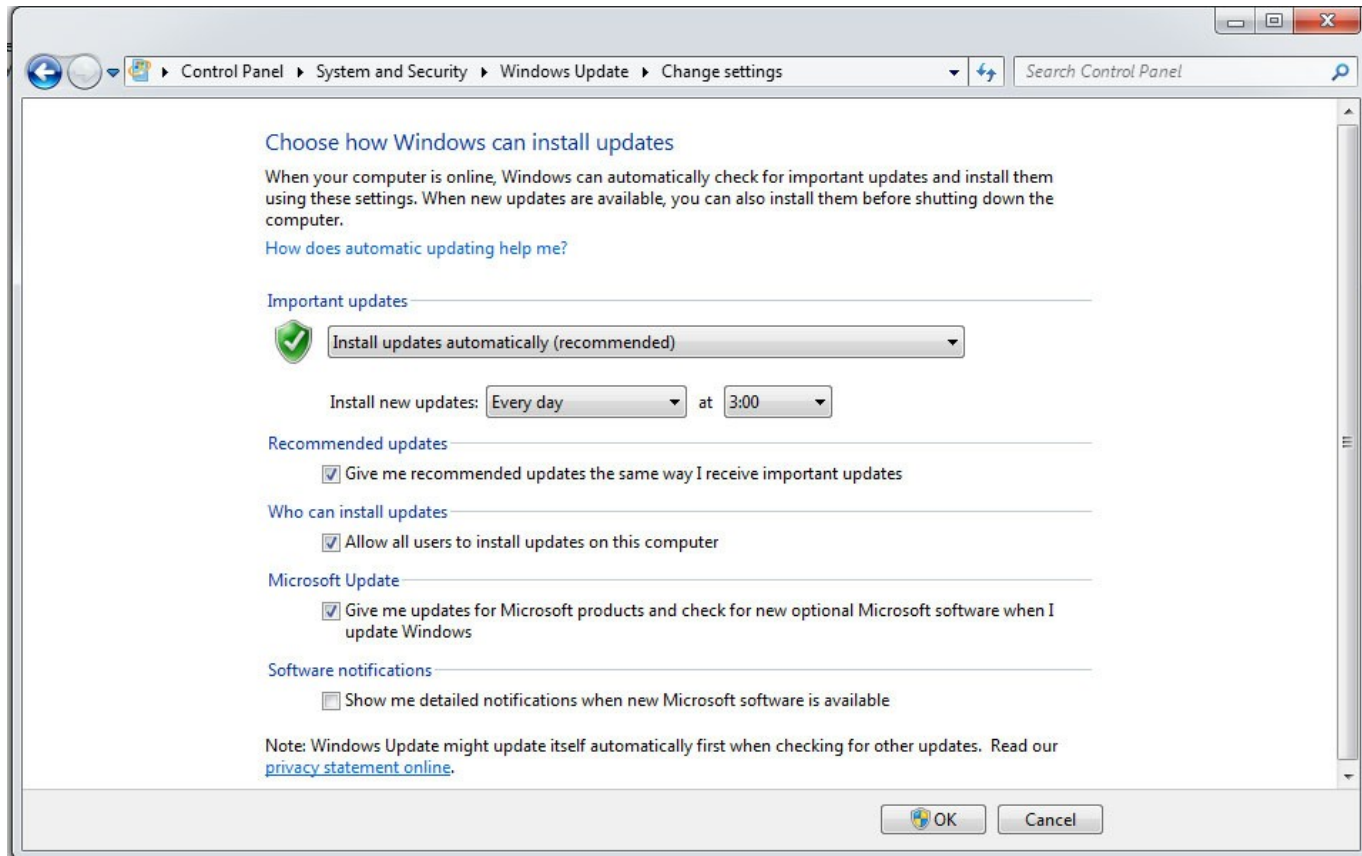 Control Panel System and Security Windows Update Change settings
Search Control Panel
Choose how Windows can install updates
When your computer is online, Windows can automatically check for important updates and install them
using these settings. When new updates are available, you can also install them before shutting down the
computer.
How does automatic updating help me?
Important updates
Install updates automatically (recommended)
Install new updates: Every day at 3:00
Recommended updates
Give me recommended updates the same way I receive important updates
Who can install updates
Allow all users to install updates on this computer
Microsoft Update
Give me updates for Microsoft products and check for new optional Microsoft software when I
update Windows
Software notifications
Show me detailed notifications when new Microsoft software is available
Note: Windows Update might update itself automatically first when checking for other updates. Read our
privacy statement online.
OK Cancel